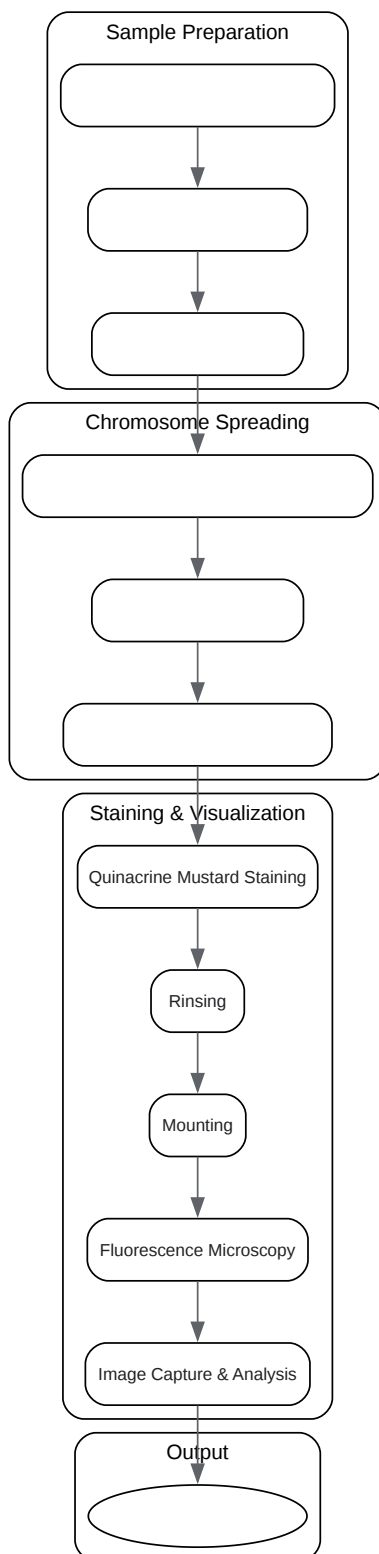 Sample Preparation
Chromosome Spreading
Staining & Visualization
Quinacrine Mustard Staining
Rinsing
Mounting
Fluorescence Microscopy
Image Capture & Analysis
Output